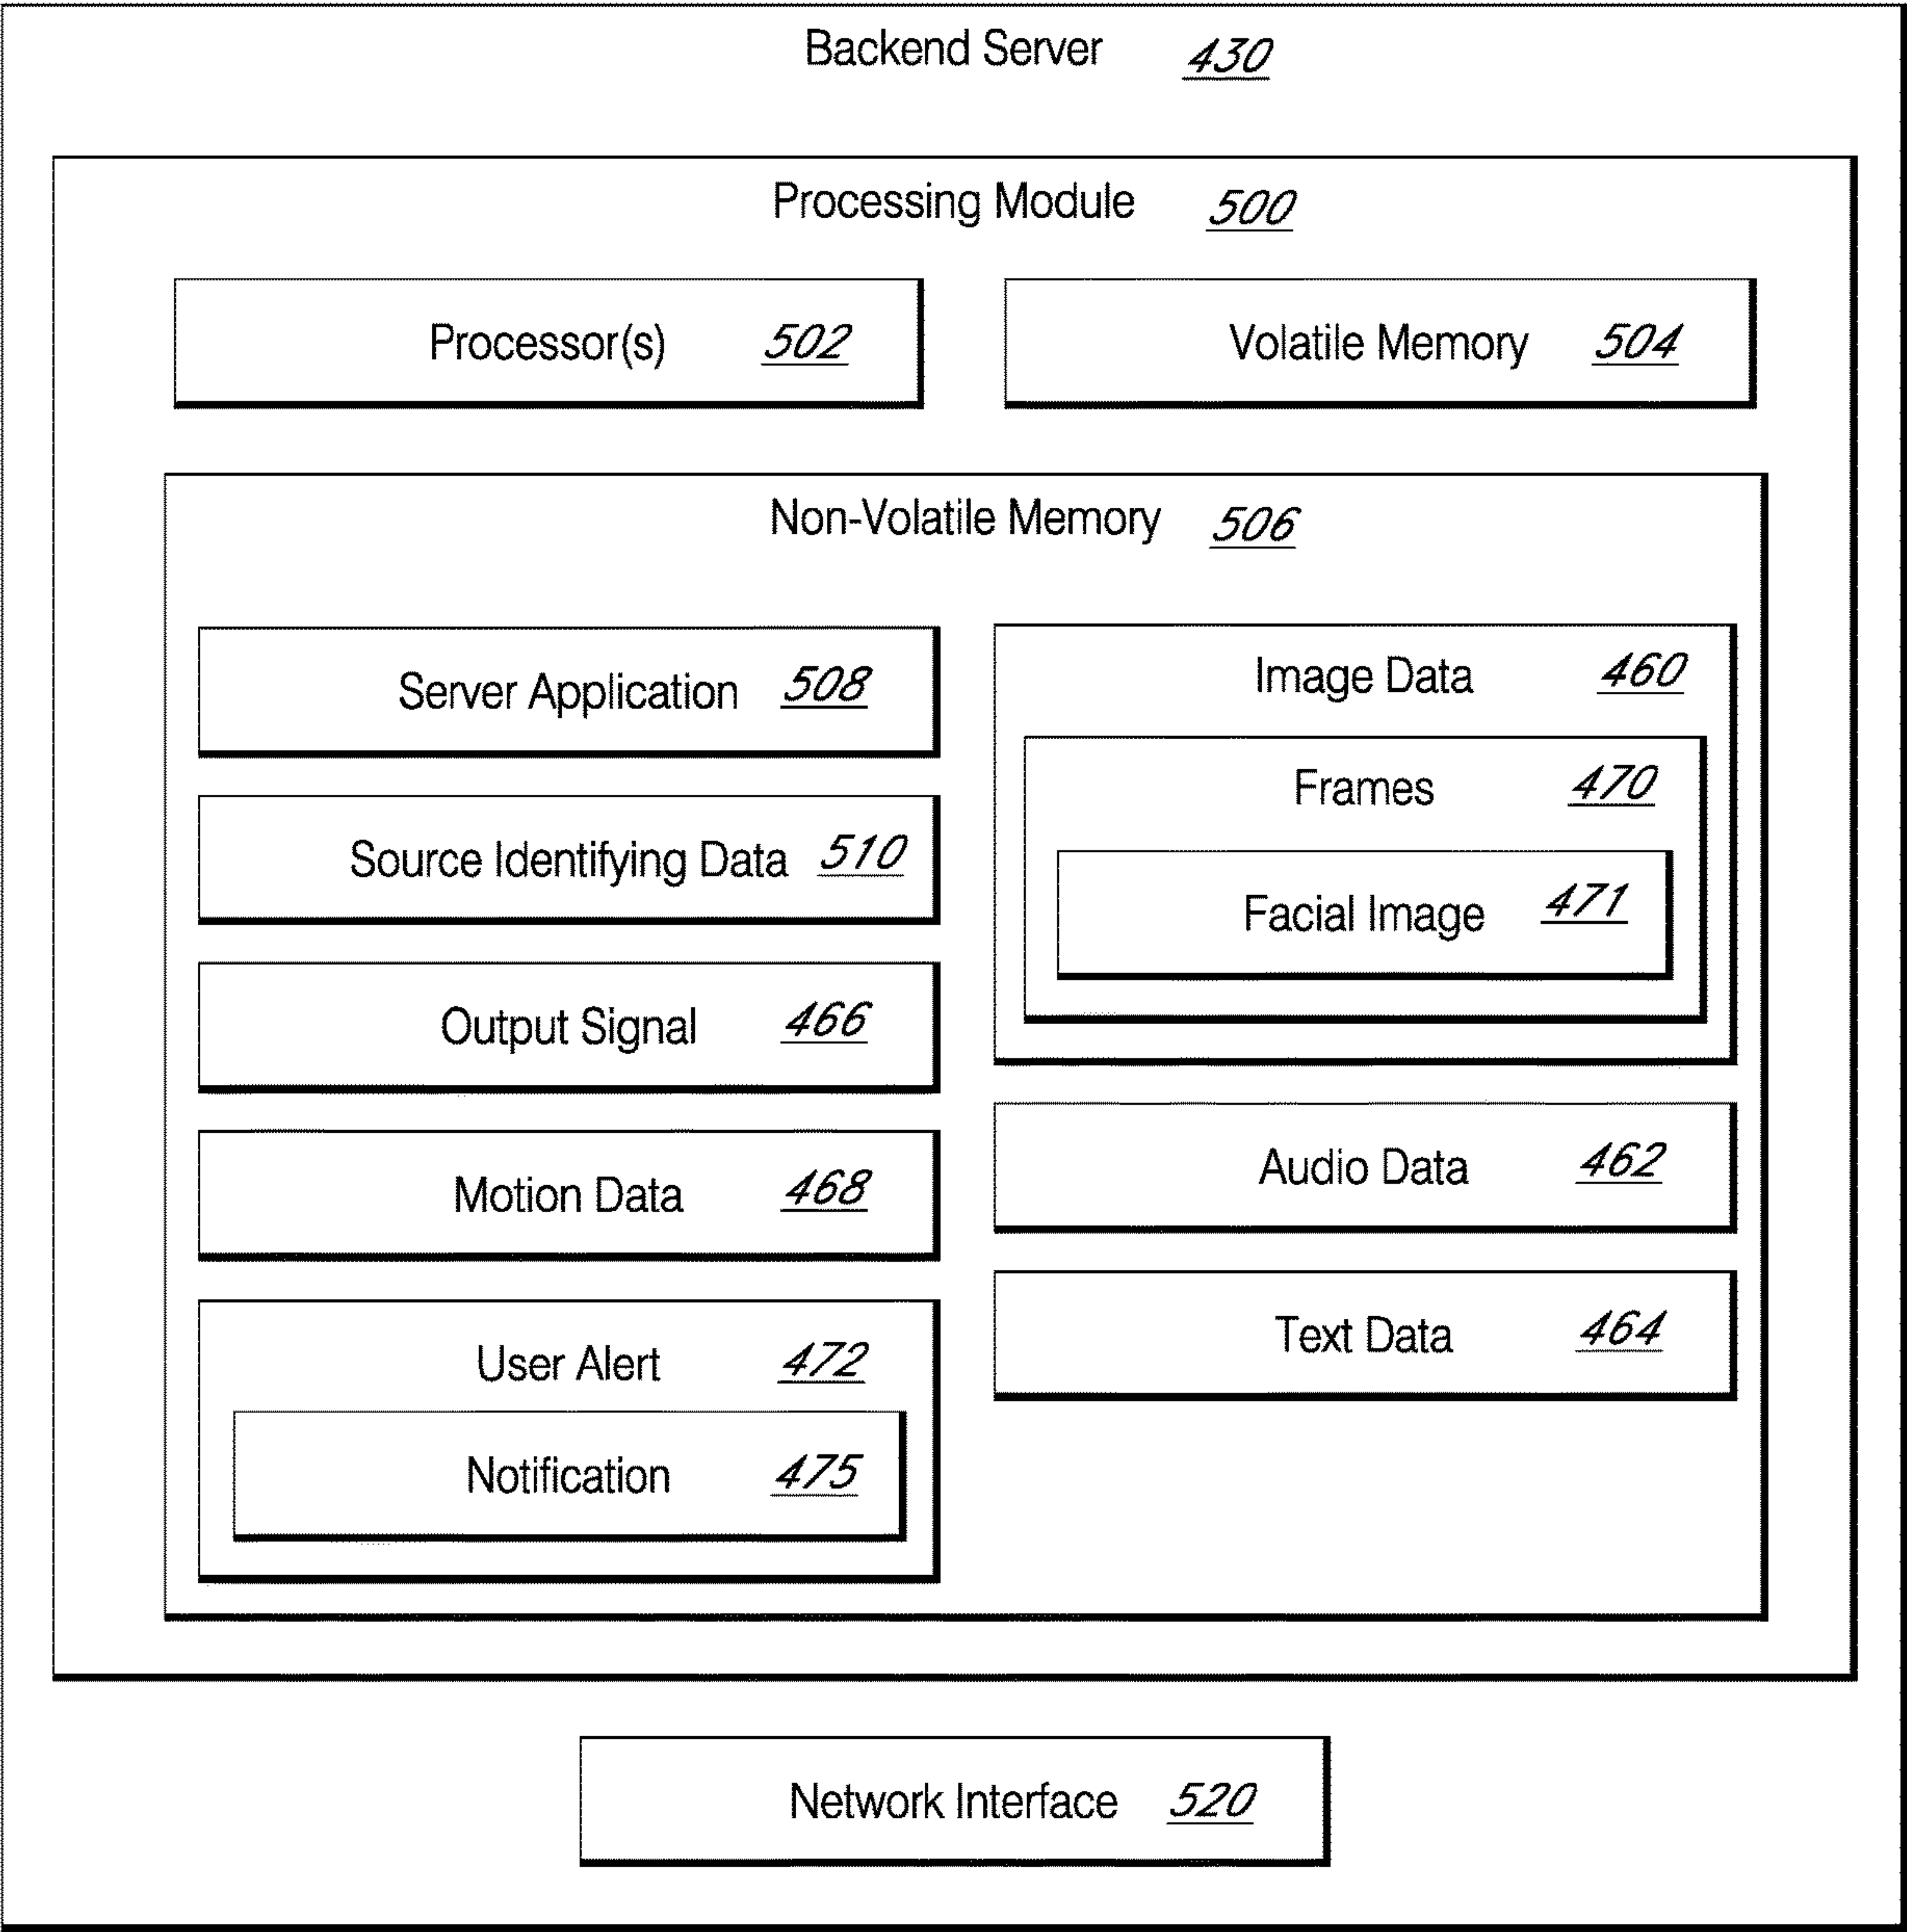 Backend Server 430
Processing Module 500
Processor(s) 502
Volatile Memory 504
Non-Volatile Memory 506
Server Application 508
Source Identifying Data 510
Output Signal 466
Motion Data 468
User Alert 472
Notification 475
Image Data 460
Frames 470
Facial Image 471
Audio Data 462
Text Data 464
Network Interface 520